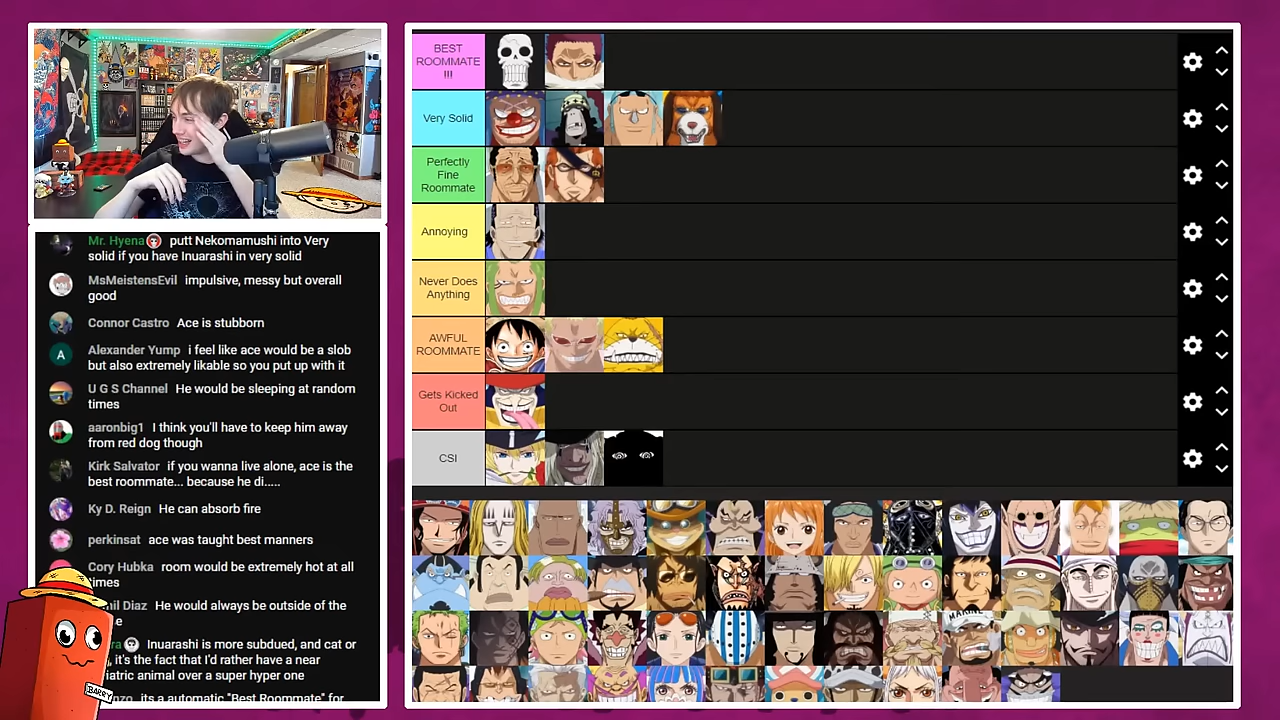 BEST
ROOMMATE
!!!
Very Solid
Perfectly
Fine
Roommate
Annoying
Never Does
Anything
AWFUL
ROOMMATE
Gets Kicked
Out
CSI
Mr. Hyena putt Nekomamushi into Very
solid if you have Inuarashi in very solid
MsMeistensEvil impulsive, messy but overall
good
Connor Castro Ace is stubborn
A
Alexander Yump i feel like ace would be a slob
but also extremely likable so you put up with it
U G S Channel He would be sleeping at random
times
aaronbig1 I think you'll have to keep him away
from red dog though
Kirk Salvator if you wanna live alone, ace is the
best roommate... because he di.....
Ky D. Reign He can absorb fire
perkinsat ace was taught best manners
Cory Hubka room would be extremely hot at all
times
Diaz He would always be outside of the
Inuarashi is more subdued, and cat or
it's the fact that I'd rather have a near
animal over a super hyper one
its a automatic "Best Roommate" for
BARRY
MARINE